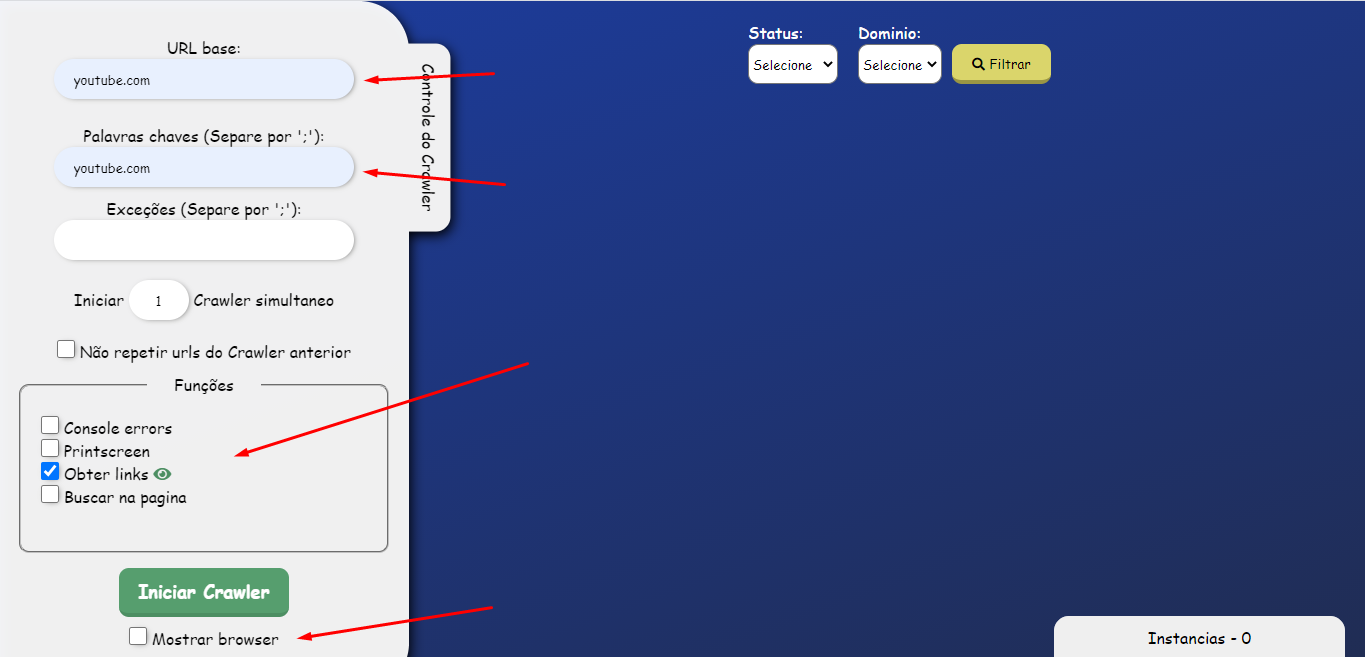 URL base:
youtube.com
Palavras chaves (Separe por ';'):
youtube.com
Exceções (Separe por ';'):
Iniciar 1 Crawler simultaneo
Não repetir urls do Crawler anterior
Funções
Console errors
Printscreen
Obter links
Buscar na pagina
Iniciar Crawler
Mostrar browser
Controle do Crawler
Status: Dominio:
Selecione Selecione Filtrar
Instancias - 0